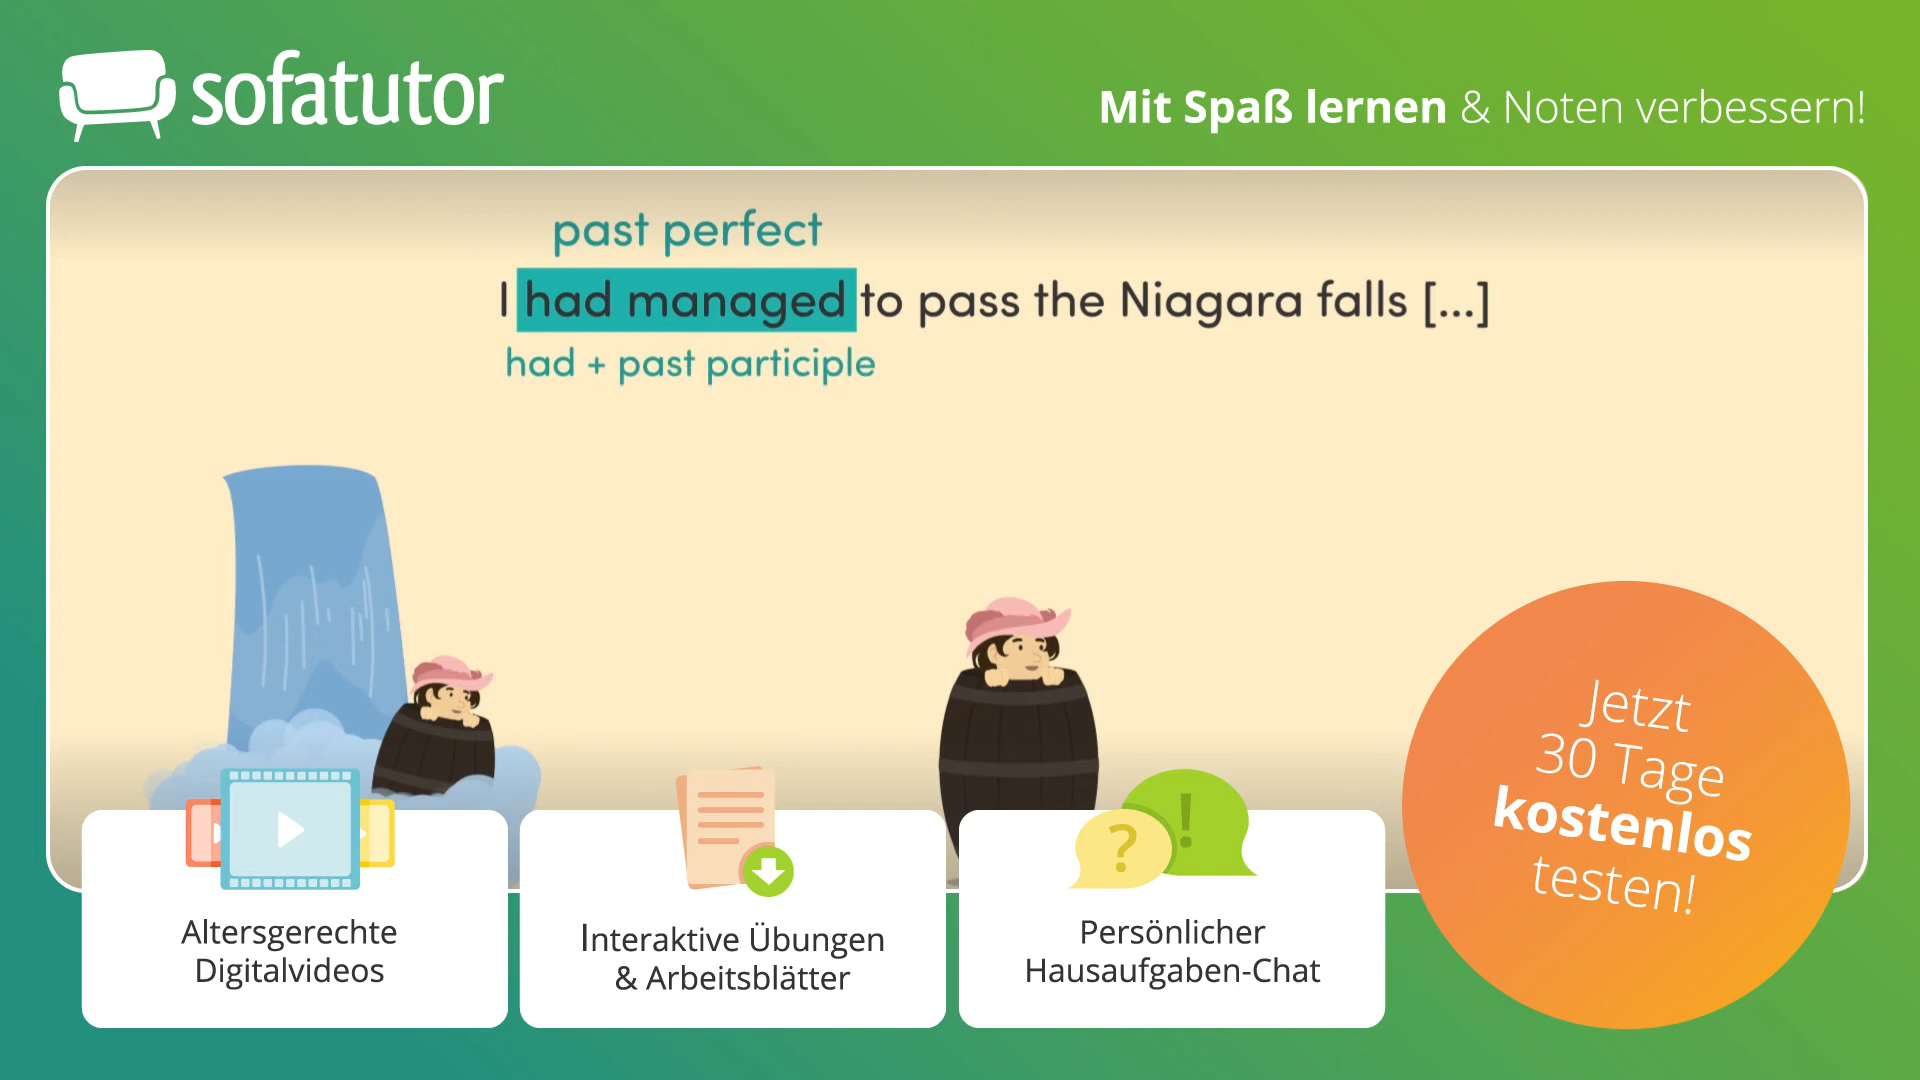 sofatutor
Mit Spaß lernen & Noten verbessern!
past perfect
I had managed to pass the Niagara falls [...]
had + past participle
Jetzt
30 Tage
kostenlos
testen!
?
!
Altersgerechte
Digitalvideos
Interaktive Übungen
& Arbeitsblätter
Persönlicher
Hausaufgaben-Chat